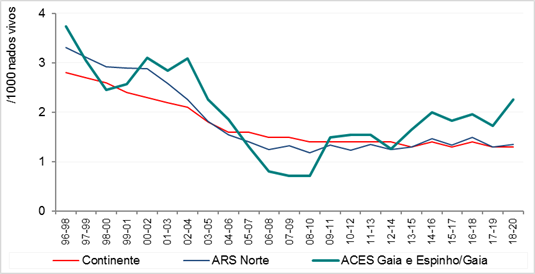 4
3
2
1
0
/1000 nados vivos
96-98 97-99 98-00 99-01 00-02 01-03 02-04 03-05 04-06 05-07 06-08 07-09 08-10 09-11 10-12 11-13 12-14 13-15 14-16 15-17 16-18 17-19 18-20
Continente ARS Norte ACES Gaia e Espinho/Gaia